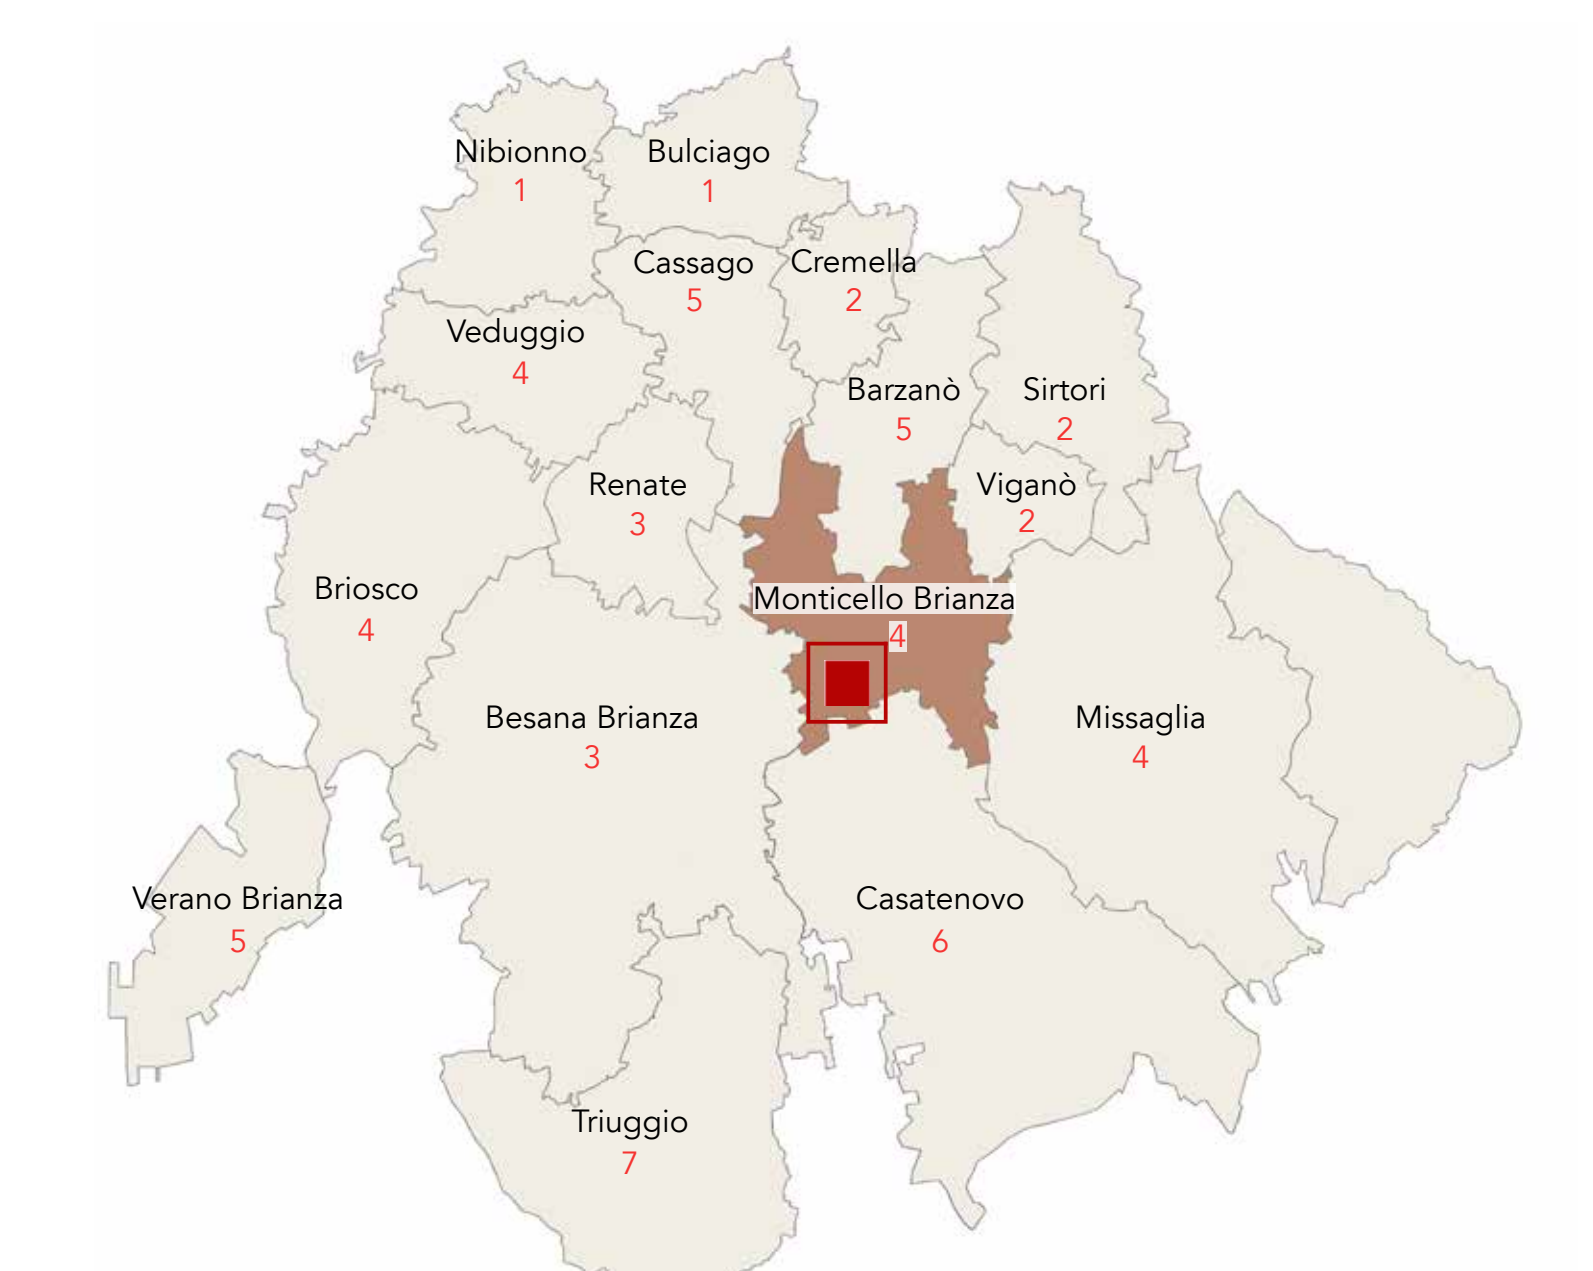 Nibionno
1
Bulciago
1
Cassago
5
Cremella
2
Veduggio
4
Barzanò
5
Sirtori
2
Renate
3
Viganò
2
Briosco
4
Monticello Brianza
4
Besana Brianza
3
Missaglia
4
Verano Brianza
5
Casatenovo
6
Triuggio
7